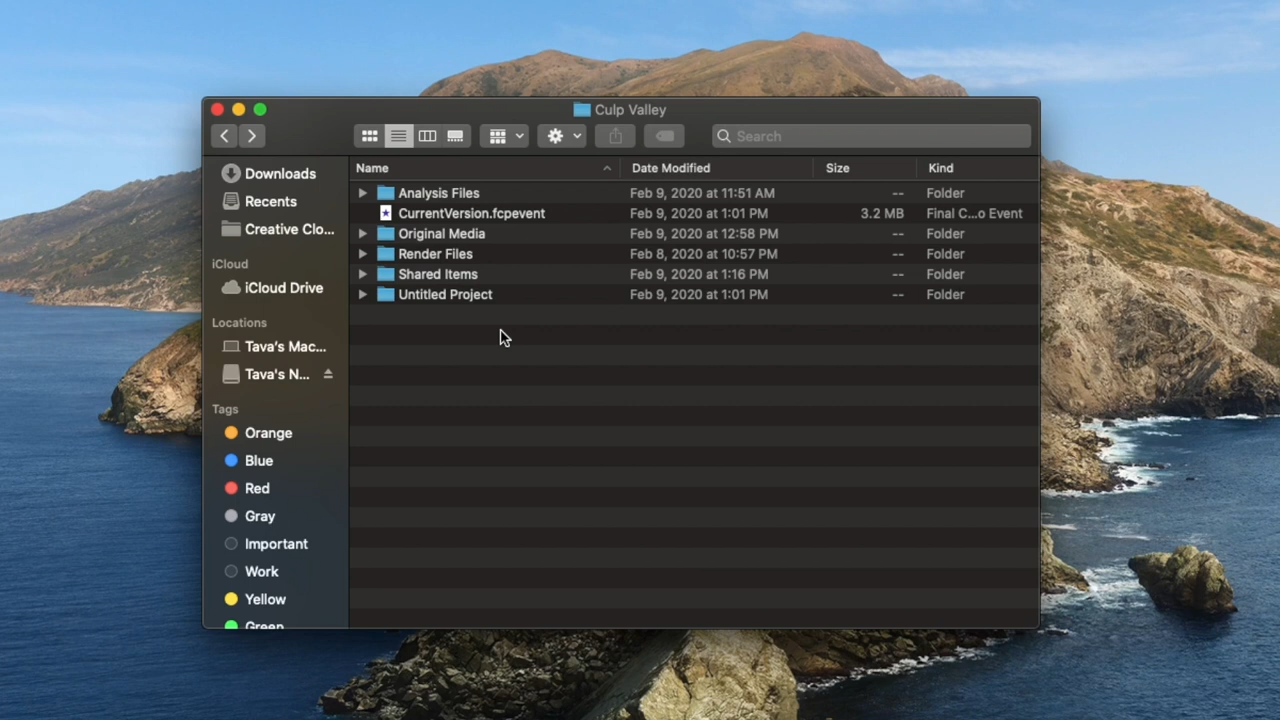 Culp Valley
Search
Downloads
Recents
Creative Clo...
iCloud
iCloud Drive
Locations
Tava's Mac...
Tava's N...
Tags
Orange
Blue
Red
Gray
Important
Work
Yellow
Green
Name Date Modified Size Kind
Analysis Files Feb 9, 2020 at 11:51 AM -- Folder
CurrentVersion.fcpevent Feb 9, 2020 at 1:01 PM 3.2 MB Final C...o Event
Original Media Feb 9, 2020 at 12:58 PM -- Folder
Render Files Feb 8, 2020 at 10:57 PM -- Folder
Shared Items Feb 9, 2020 at 1:16 PM -- Folder
Untitled Project Feb 9, 2020 at 1:01 PM -- Folder